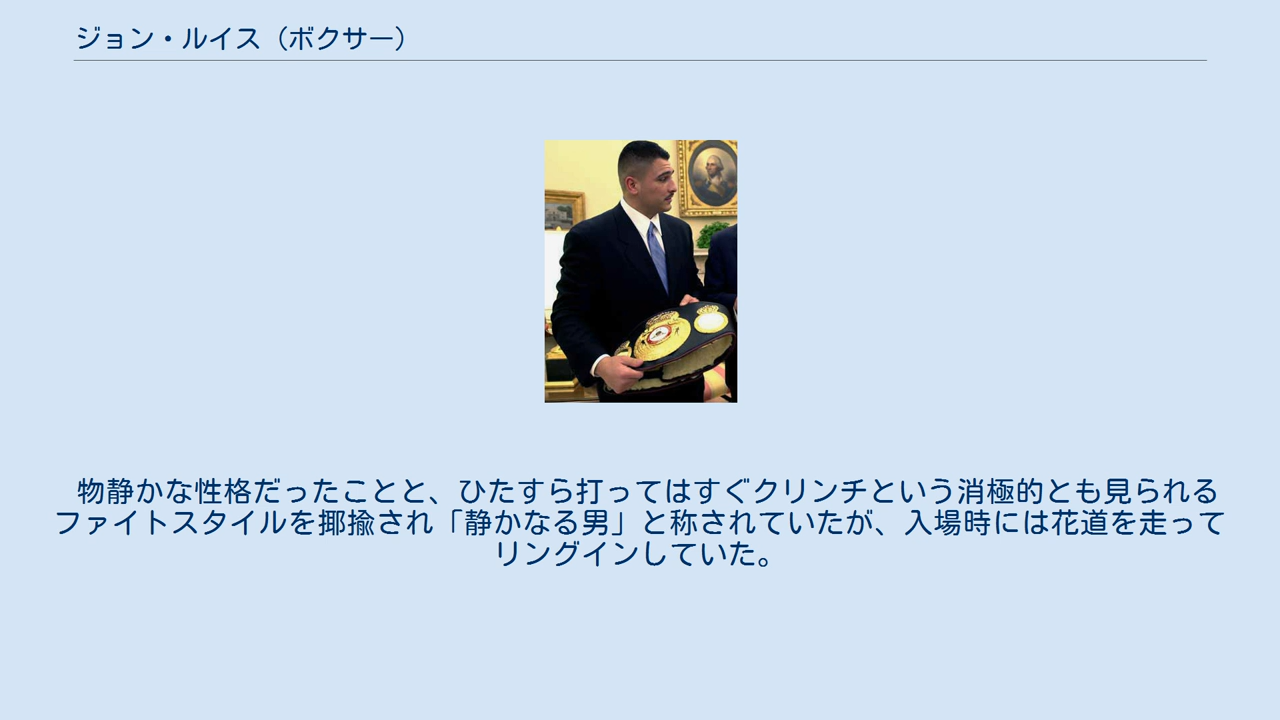 ジョン・ルイス（ボクサー）
物静かな性格だったことと、ひたすら打ってはすぐクリンチという消極的とも見られる
ファイトスタイルを揶揄され「静かなる男」と称されていたが、入場時には花道を走って
リングインしていた。